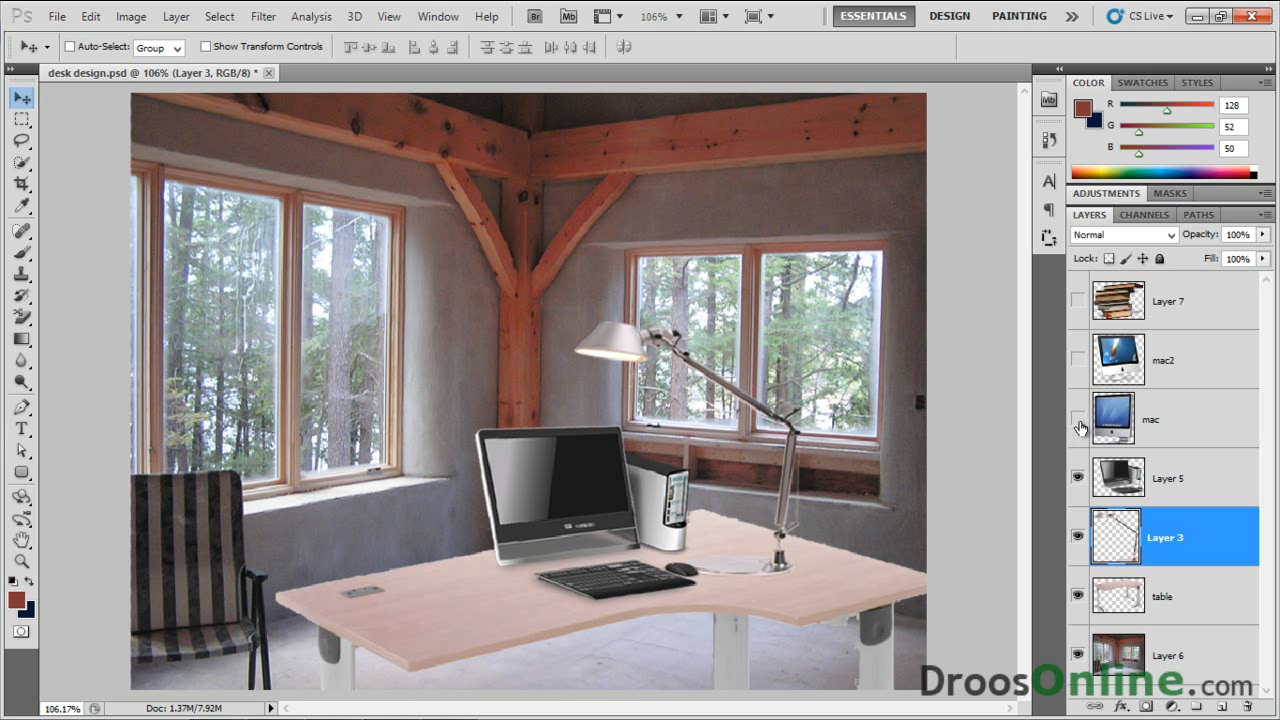 Ps File Edit Image Layer Select Filter Analysis 3D View Window Help Br Mb 106% ESSENTIALS DESIGN PAINTING CS Live
Auto-Select: Group Show Transform Controls
desk design.psd @ 106% (Layer 3, RGB/8) *
COLOR SWATCHES STYLES
Mb
R 128
G 52
B 50
ADJUSTMENTS MASKS
LAYERS CHANNELS PATHS
Normal Opacity: 100%
Lock: Fill: 100%
Layer 7
mac2
mac
Layer 5
Layer 3
table
Layer 6
DroosOnline.com
106.17% Doc: 1.37M/7.92M